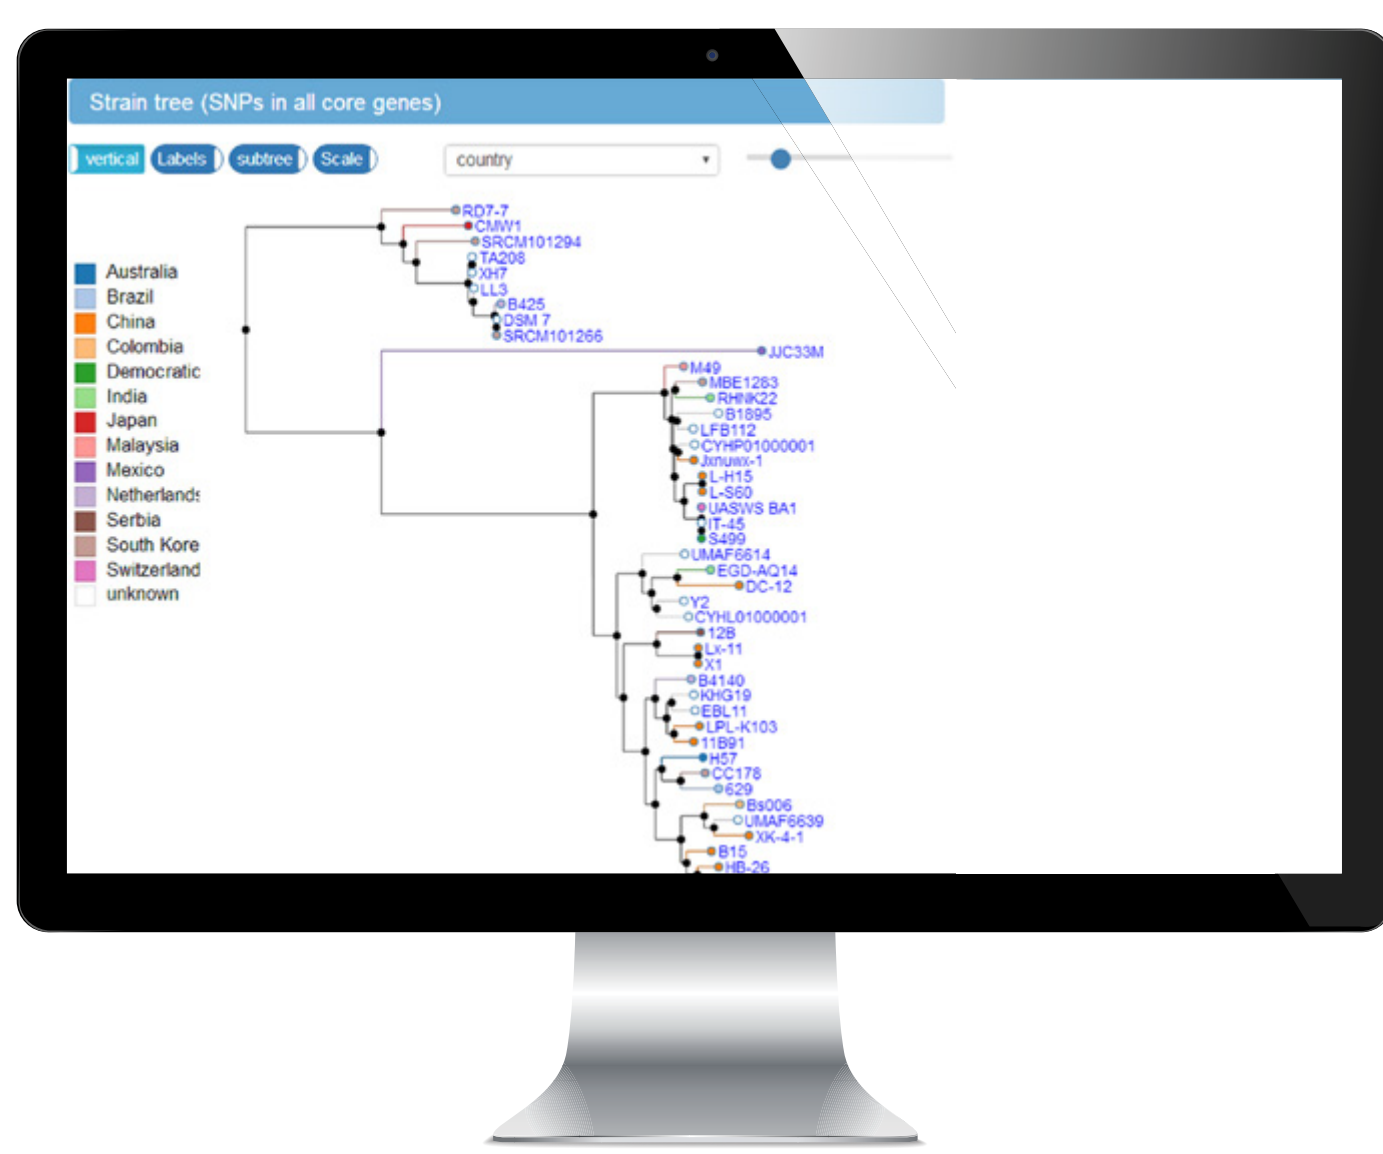 Strain tree (SNPs in all core genes)
vertical Labels subtree Scale country
RD7-7
CMW1
SRCM101294
TA208
XH7
LL3
B425
DSM 7
SRCM101266
JJC33M
M49
MBE1283
RHNK22
B1895
LFB112
CYHP01000001
Jxnuwx-1
L-H15
L-S60
UASWS BA1
IT-45
S499
UMAF6614
EGD-AQ14
DC-12
Y2
CYHL01000001
12B
Lx-11
X1
B4140
KHG19
EBL11
LPL-K103
11B91
H57
CC178
629
Bs006
UMAF6639
XK-4-1
B15
HB-26
Australia
Brazil
China
Colombia
Democratic
India
Japan
Malaysia
Mexico
Netherlands
Serbia
South Kore
Switzerland
unknown